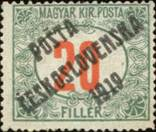 MAGYAR KIR. POSTA
POŠTA
20
ČESKOSLOVENSKÁ
1919
FILLÉR